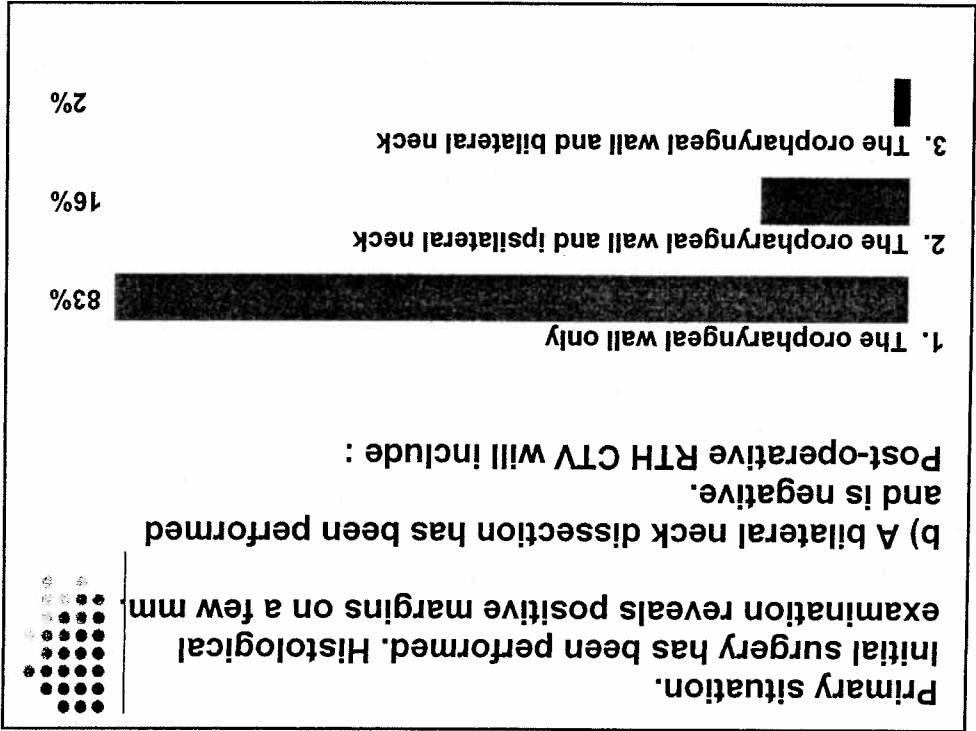 Primary situation.
Initial surgery has been performed. Histological
examination reveals positive margins on a few mm.
b) A bilateral neck dissection has been performed
and is negative.
Post-operative RTH CTV will include :
1. The oropharyngeal wall only
83%
2. The oropharyngeal wall and ipsilateral neck
16%
3. The oropharyngeal wall and bilateral neck
2%